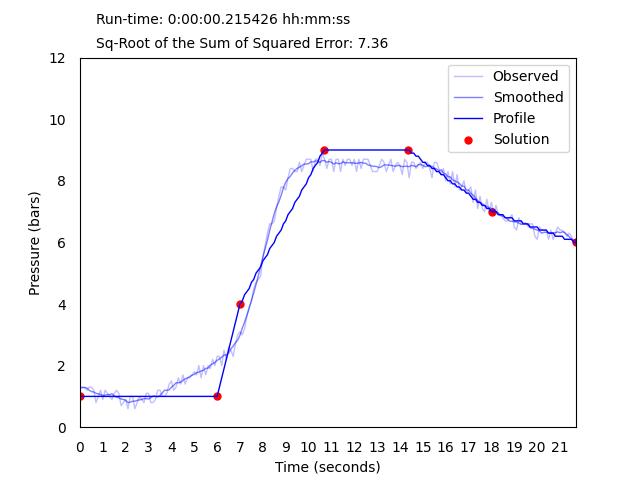 Run-time: 0:00:00.215426 hh:mm:ss
Sq-Root of the Sum of Squared Error: 7.36
12
10
8
6
4
2
0
Pressure (bars)
Observed
Smoothed
Profile
Solution
0 1 2 3 4 5 6 7 8 9 10 11 12 13 14 15 16 17 18 19 20 21
Time (seconds)